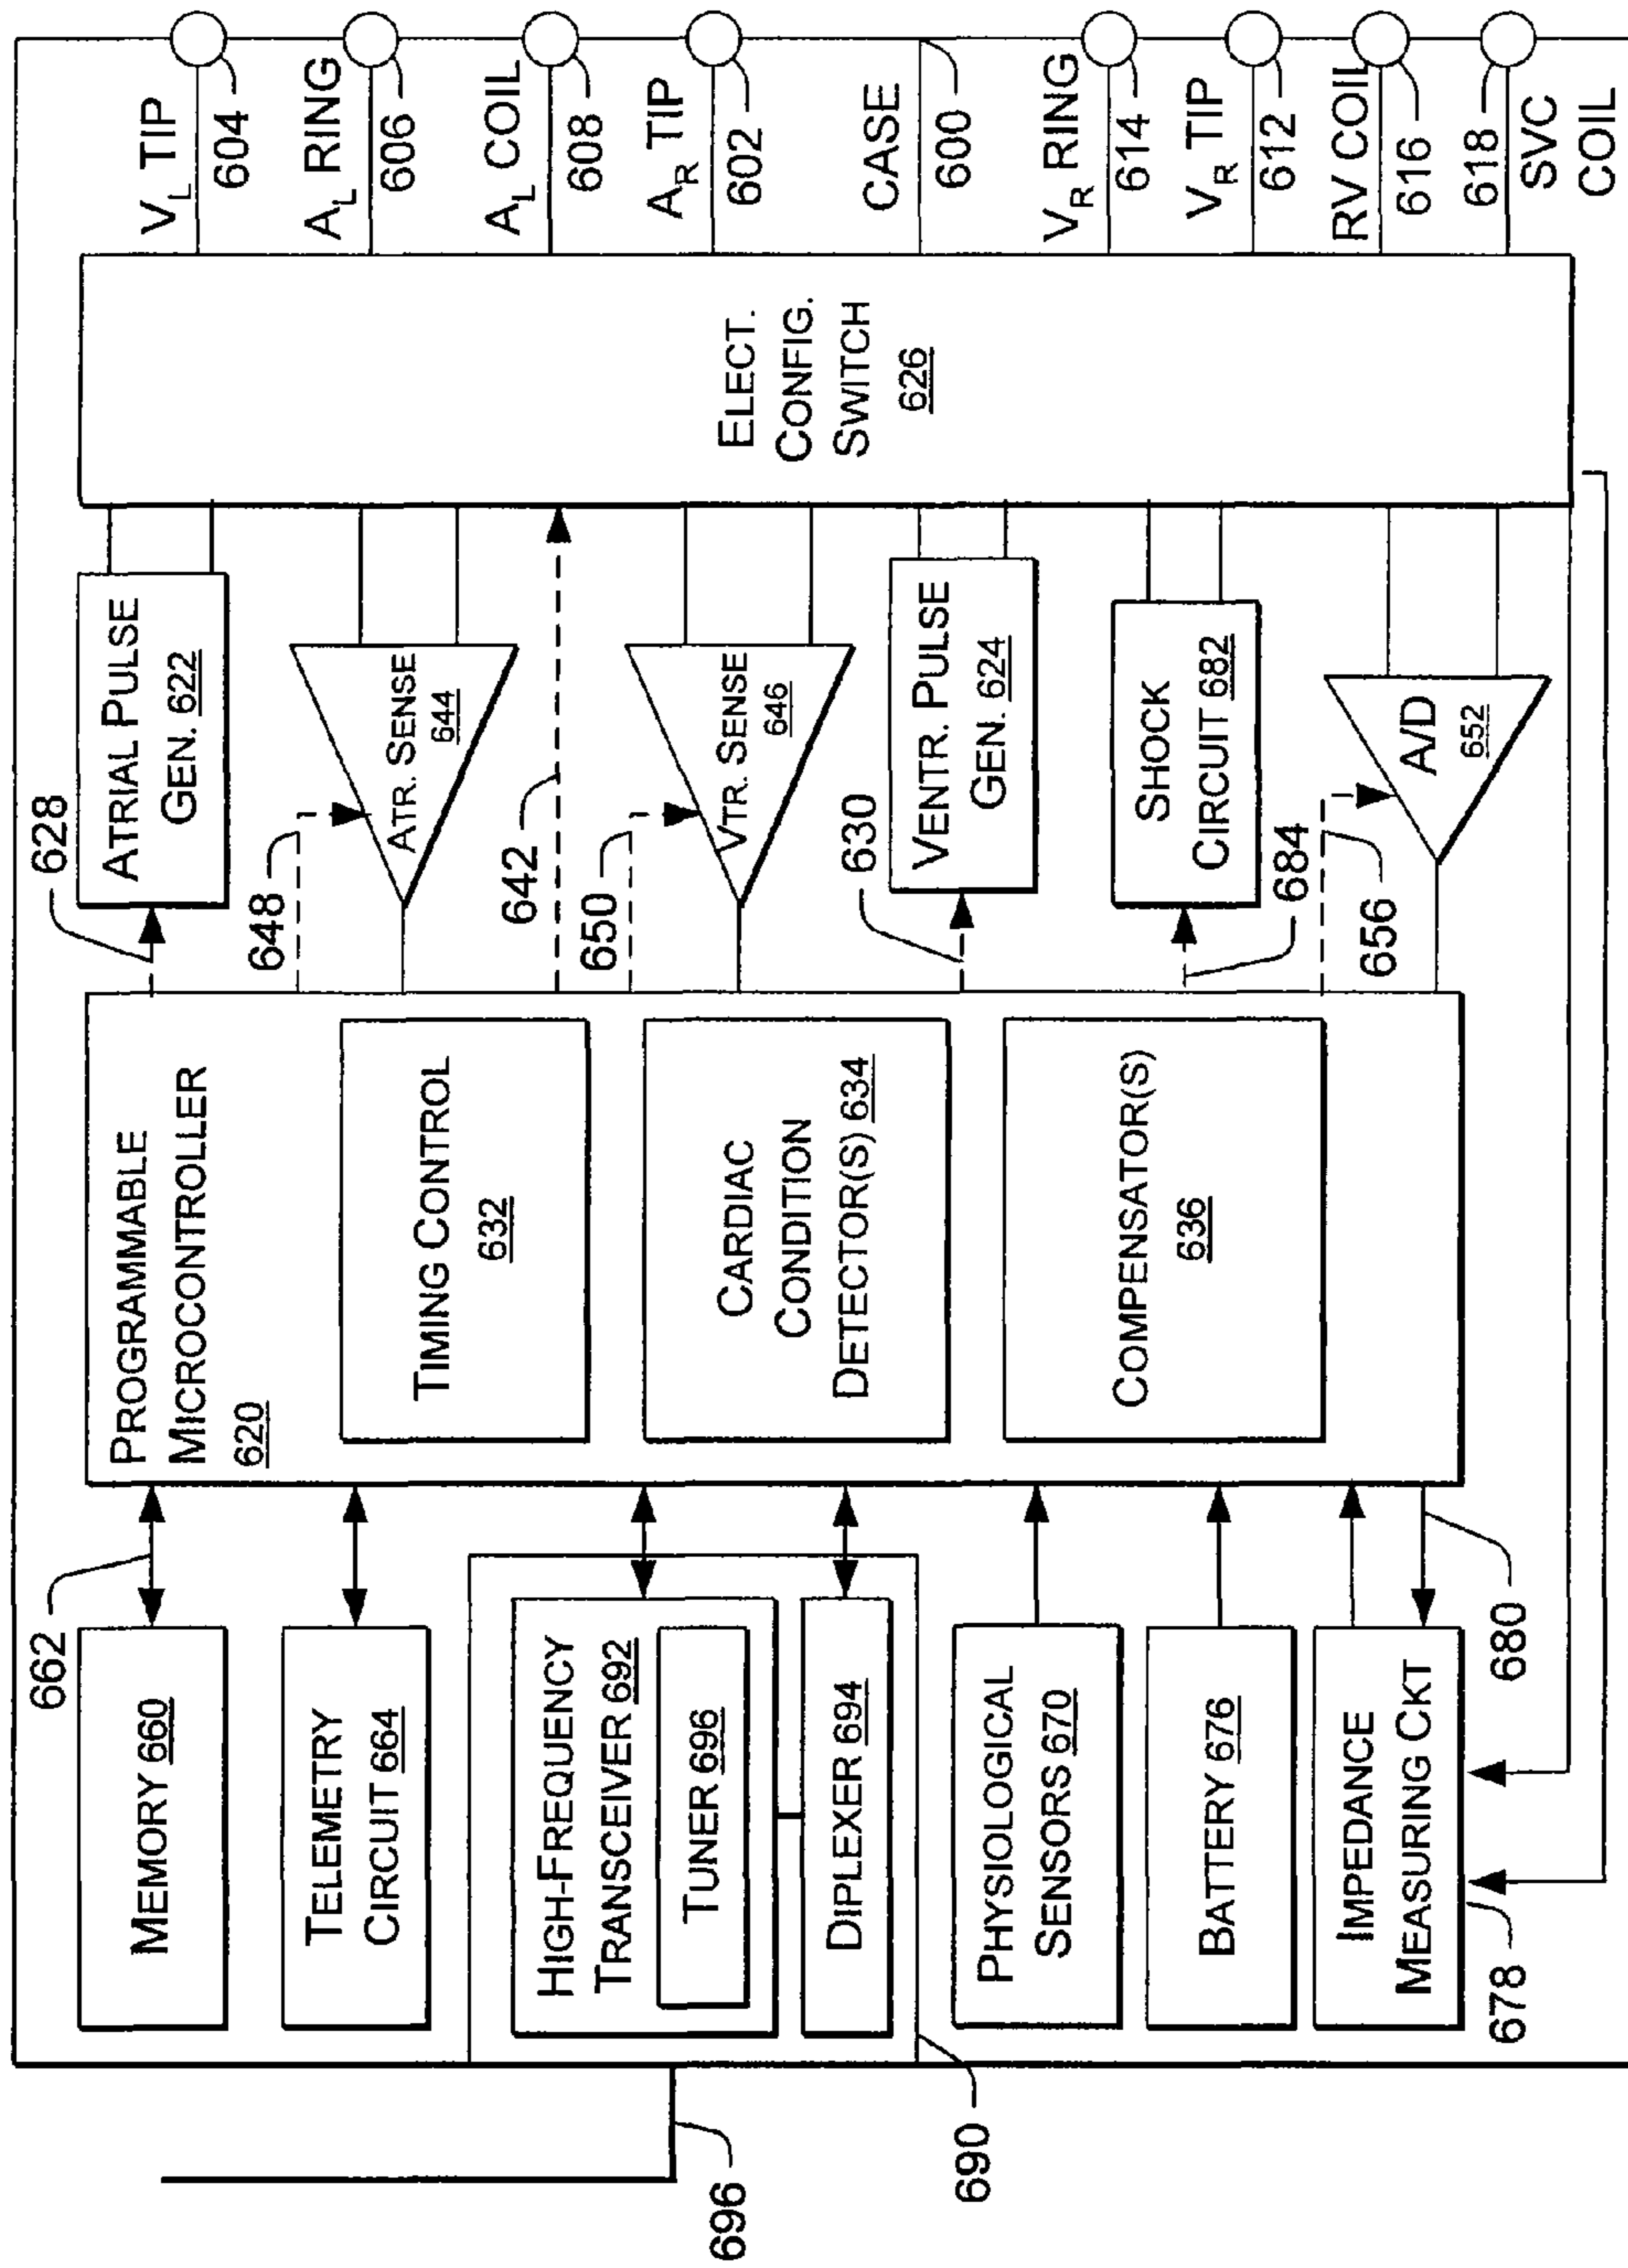 V_L TIP
604
A_L RING
606
A_L COIL
608
A_R TIP
602
CASE
600
V_R RING
614
V_R TIP
612
RV COIL
616
618
SVC
COIL
ELECT.
CONFIG.
SWITCH
626
ATRIAL PULSE
GEN. 622
628
ATR. SENSE
644
648
642
VTR. SENSE
646
650
VENTR. PULSE
GEN. 624
630
SHOCK
CIRCUIT 682
684
A/D
652
656
PROGRAMMABLE
MICROCONTROLLER
620
TIMING CONTROL
632
CARDIAC
CONDITION
DETECTOR(S) 634
COMPENSATOR(S)
636
662
MEMORY 660
TELEMETRY
CIRCUIT 664
HIGH-FREQUENCY
TRANSCEIVER 692
TUNER 696
DIPLEXER 694
PHYSIOLOGICAL
SENSORS 670
BATTERY 676
IMPEDANCE
MEASURING CKT
680
678
690
696